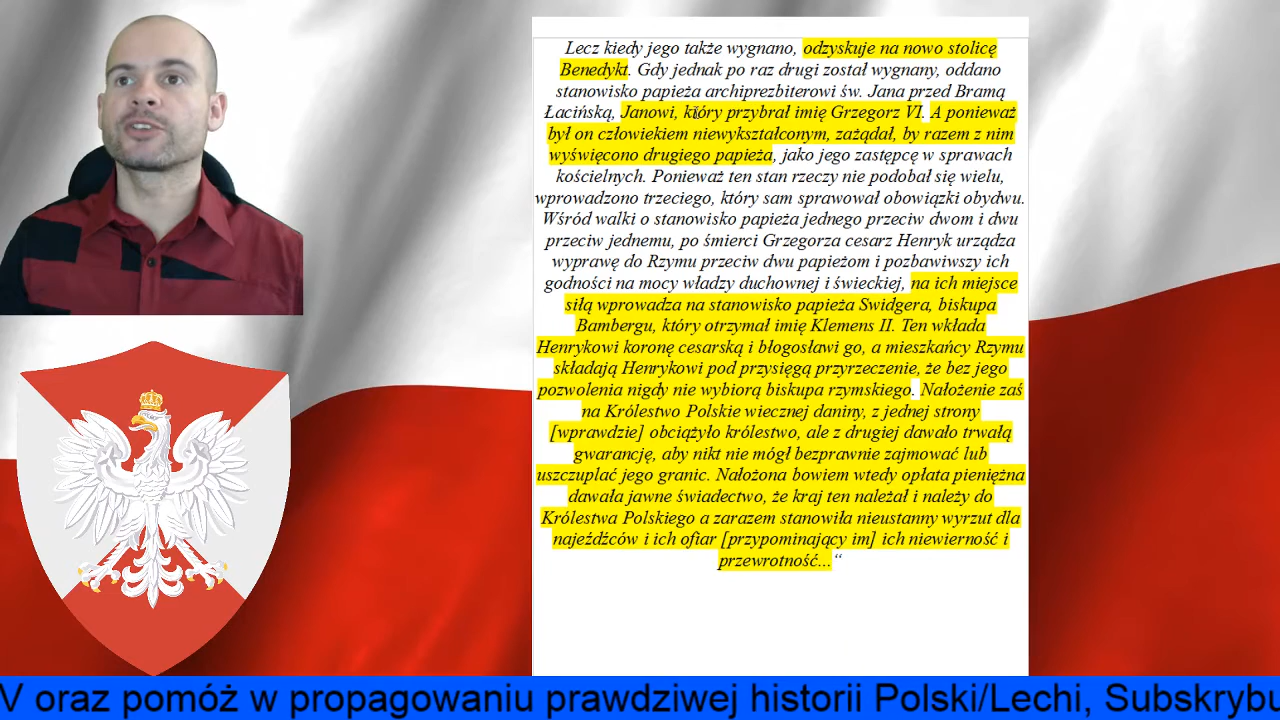 Lecz kiedy jego także wygnano, odzyskuje na nowo stolicę
Benedykt. Gdy jednak po raz drugi został wygnany, oddano
stanowisko papieża archiprezbiterowi św. Jana przed Bramą
Łacińską, Janowi, który przybrał imię Grzegorz VI. A ponieważ
był on człowiekiem niewykształconym, zażądał, by razem z nim
wyświęcono drugiego papieża, jako jego zastępcę w sprawach
kościelnych. Ponieważ ten stan rzeczy nie podobał się wielu,
wprowadzono trzeciego, który sam sprawował obowiązki obydwu.
Wśród walki o stanowisko papieża jednego przeciw dwom i dwu
przeciw jednemu, po śmierci Grzegorza cesarz Henryk urządza
wyprawę do Rzymu przeciw dwu papieżom i pozbawiwszy ich
godności na mocy władzy duchownej i świeckiej, na ich miejsce
siłą wprowadza na stanowisko papieża Swidgera, biskupa
Bambergu, który otrzymał imię Klemens II. Ten wkłada
Henrykowi koronę cesarską i błogosławi go, a mieszkańcy Rzymu
składają Henrykowi pod przysięgą przyrzeczenie, że bez jego
pozwolenia nigdy nie wybiorą biskupa rzymskiego. Nałożenie zaś
na Królestwo Polskie wiecznej daniny, z jednej strony
[wprawdzie] obciążyło królestwo, ale z drugiej dawało trwałą
gwarancję, aby nikt nie mógł bezprawnie zajmować lub
uszczuplać jego granic. Nałożona bowiem wtedy opłata pieniężna
dawała jawne świadectwo, że kraj ten należał i należy do
Królestwa Polskiego a zarazem stanowiła nieustanny wyrzut dla
najeźdźców i ich ofiar [przypominający im] ich niewierność i
przewrotność...“
V oraz pomóż w propagowaniu prawdziwej historii Polski/Lechi, Subskrybu